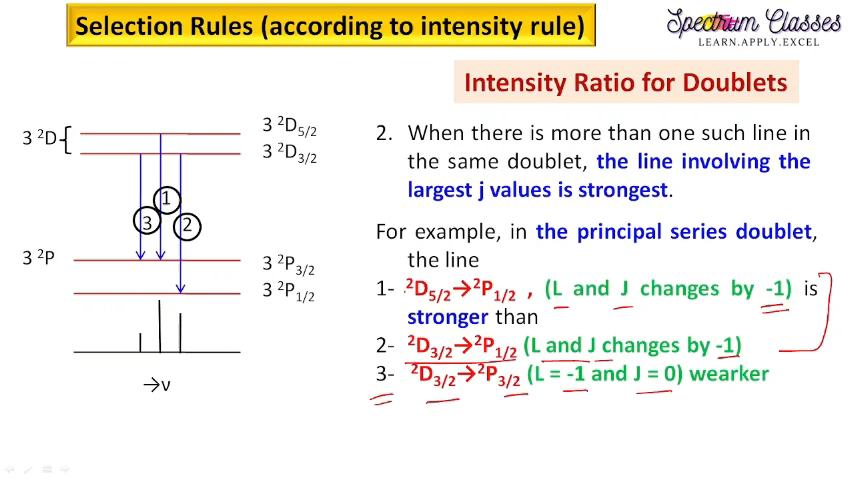 Selection Rules (according to intensity rule)
Spectrum Classes
LEARN.APPLY.EXCEL
Intensity Ratio for Doublets
3 ²D
3 ²D₅/₂
3 ²D₃/₂
1
3
2
3 ²P
3 ²P₃/₂
3 ²P₁/₂
→ν
2. When there is more than one such line in
the same doublet, the line involving the
largest j values is strongest.
For example, in the principal series doublet,
the line
1- ²D₅/₂→²P₁/₂ , (L and J changes by -1) is
stronger than
2- ²D₃/₂→²P₁/₂ (L and J changes by -1)
3- ²D₃/₂→²P₃/₂ (L = -1 and J = 0) wearker